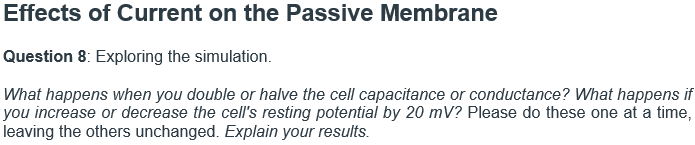 Effects of Current on the Passive Membrane
Question 8: Exploring the simulation.
What happens when you double or halve the cell capacitance or conductance? What happens if
you increase or decrease the cell's resting potential by 20 mV? Please do these one at a time,
leaving the others unchanged. Explain your results.